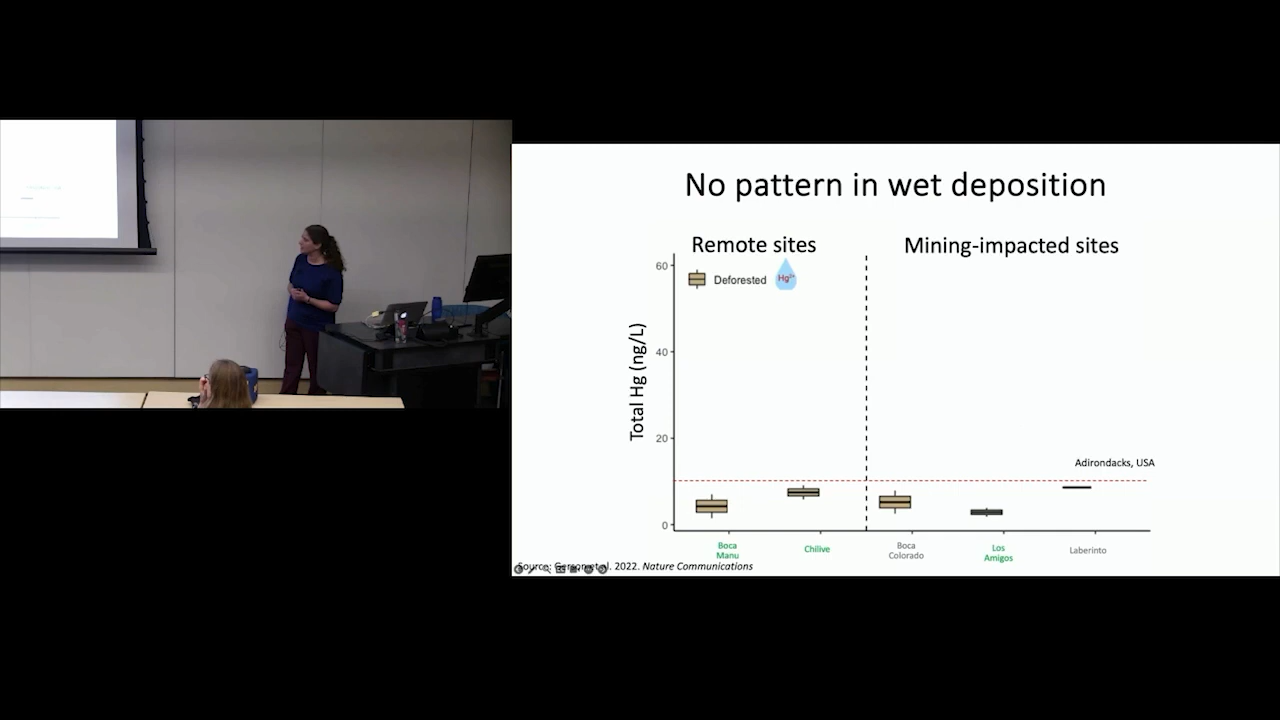 No pattern in wet deposition
Remote sites
Mining-impacted sites
60
Deforested
Hg²⁺
40
Total Hg (ng/L)
20
Adirondacks, USA
0
Boca
Manu
Chilive
Boca
Colorado
Los
Amigos
Laberinto
Source: Gerson et al. 2022. Nature Communications